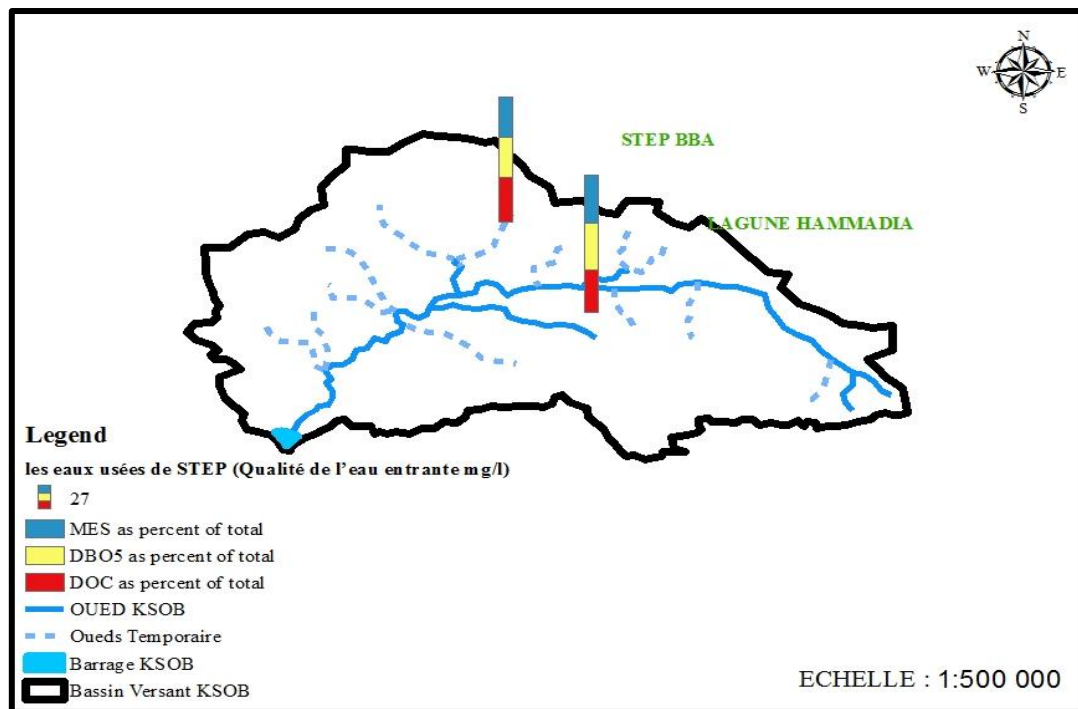 N
W E
S
STEP BBA
LAGUNE HAMMADIA
Legend
les eaux usées de STEP (Qualité de l'eau entrante mg/l)
27
MES as percent of total
DBO5 as percent of total
DOC as percent of total
OUED KSOB
Oueds Temporaire
Barrage KSOB
Bassin Versant KSOB
ECHELLE : 1:500 000